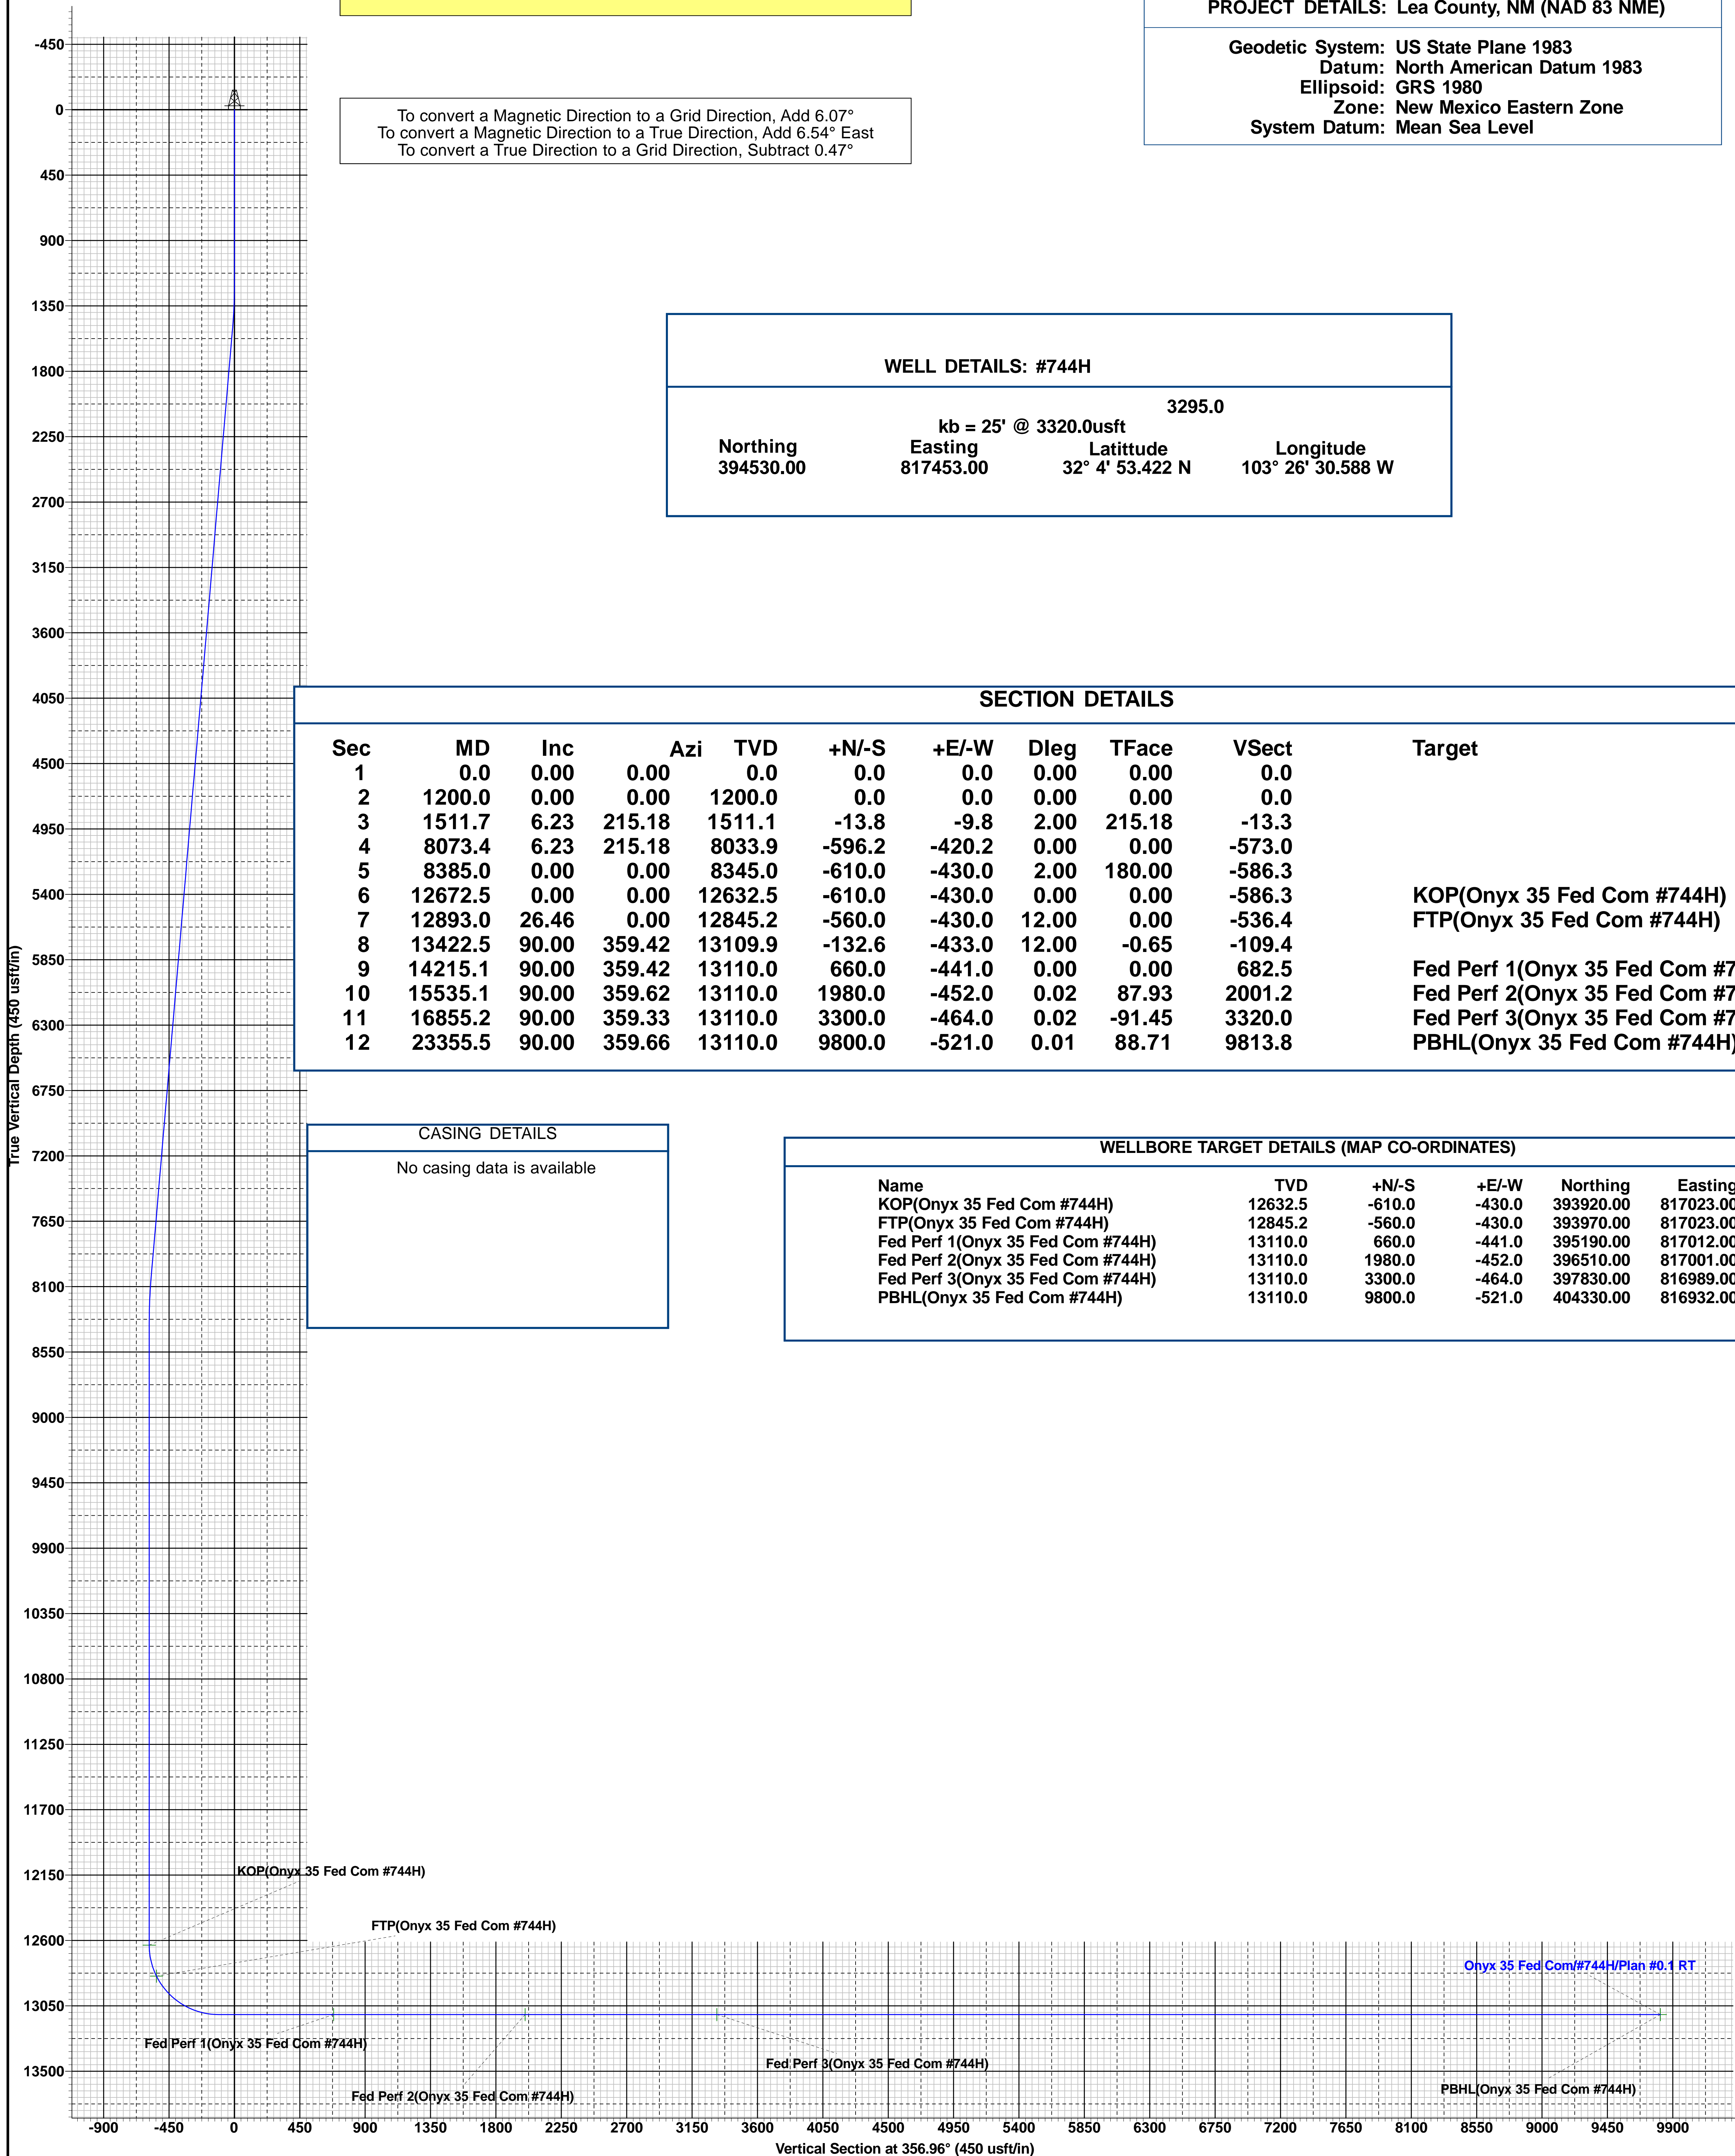 PROJECT DETAILS: Lea County, NM (NAD 83 NME)
Geodetic System: US State Plane 1983
Datum: North American Datum 1983
Ellipsoid: GRS 1980
Zone: New Mexico Eastern Zone
System Datum: Mean Sea Level
To convert a Magnetic Direction to a Grid Direction, Add 6.07°
To convert a Magnetic Direction to a True Direction, Add 6.54° East
To convert a True Direction to a Grid Direction, Subtract 0.47°
WELL DETAILS: #744H
3295.0
kb = 25' @ 3320.0usft
Northing Easting Latittude Longitude
394530.00 817453.00 32° 4' 53.422 N 103° 26' 30.588 W
SECTION DETAILS
Sec MD Inc Azi TVD +N/-S +E/-W Dleg TFace VSect Target
1 0.0 0.00 0.00 0.0 0.0 0.0 0.00 0.00 0.0
2 1200.0 0.00 0.00 1200.0 0.0 0.0 0.00 0.00 0.0
3 1511.7 6.23 215.18 1511.1 -13.8 -9.8 2.00 215.18 -13.3
4 8073.4 6.23 215.18 8033.9 -596.2 -420.2 0.00 0.00 -573.0
5 8385.0 0.00 0.00 8345.0 -610.0 -430.0 2.00 180.00 -586.3
6 12672.5 0.00 0.00 12632.5 -610.0 -430.0 0.00 0.00 -586.3 KOP(Onyx 35 Fed Com #744H)
7 12893.0 26.46 0.00 12845.2 -560.0 -430.0 12.00 0.00 -536.4 FTP(Onyx 35 Fed Com #744H)
8 13422.5 90.00 359.42 13109.9 -132.6 -433.0 12.00 -0.65 -109.4
9 14215.1 90.00 359.42 13110.0 660.0 -441.0 0.00 0.00 682.5 Fed Perf 1(Onyx 35 Fed Com #7
10 15535.1 90.00 359.62 13110.0 1980.0 -452.0 0.02 87.93 2001.2 Fed Perf 2(Onyx 35 Fed Com #7
11 16855.2 90.00 359.33 13110.0 3300.0 -464.0 0.02 -91.45 3320.0 Fed Perf 3(Onyx 35 Fed Com #7
12 23355.5 90.00 359.66 13110.0 9800.0 -521.0 0.01 88.71 9813.8 PBHL(Onyx 35 Fed Com #744H)
CASING DETAILS
No casing data is available
WELLBORE TARGET DETAILS (MAP CO-ORDINATES)
Name TVD +N/-S +E/-W Northing Easting
KOP(Onyx 35 Fed Com #744H) 12632.5 -610.0 -430.0 393920.00 817023.00
FTP(Onyx 35 Fed Com #744H) 12845.2 -560.0 -430.0 393970.00 817023.00
Fed Perf 1(Onyx 35 Fed Com #744H) 13110.0 660.0 -441.0 395190.00 817012.00
Fed Perf 2(Onyx 35 Fed Com #744H) 13110.0 1980.0 -452.0 396510.00 817001.00
Fed Perf 3(Onyx 35 Fed Com #744H) 13110.0 3300.0 -464.0 397830.00 816989.00
PBHL(Onyx 35 Fed Com #744H) 13110.0 9800.0 -521.0 404330.00 816932.00
True Vertical Depth (450 usft/in)
-450
0
450
900
1350
1800
2250
2700
3150
3600
4050
4500
4950
5400
5850
6300
6750
7200
7650
8100
8550
9000
9450
9900
10350
10800
11250
11700
12150
12600
13050
13500
KOP(Onyx 35 Fed Com #744H)
FTP(Onyx 35 Fed Com #744H)
Onyx 35 Fed Com/#744H/Plan #0.1 RT
Fed Perf 1(Onyx 35 Fed Com #744H)
Fed Perf 3(Onyx 35 Fed Com #744H)
Fed Perf 2(Onyx 35 Fed Com #744H)
PBHL(Onyx 35 Fed Com #744H)
-900 -450 0 450 900 1350 1800 2250 2700 3150 3600 4050 4500 4950 5400 5850 6300 6750 7200 7650 8100 8550 9000 9450 9900
Vertical Section at 356.96° (450 usft/in)